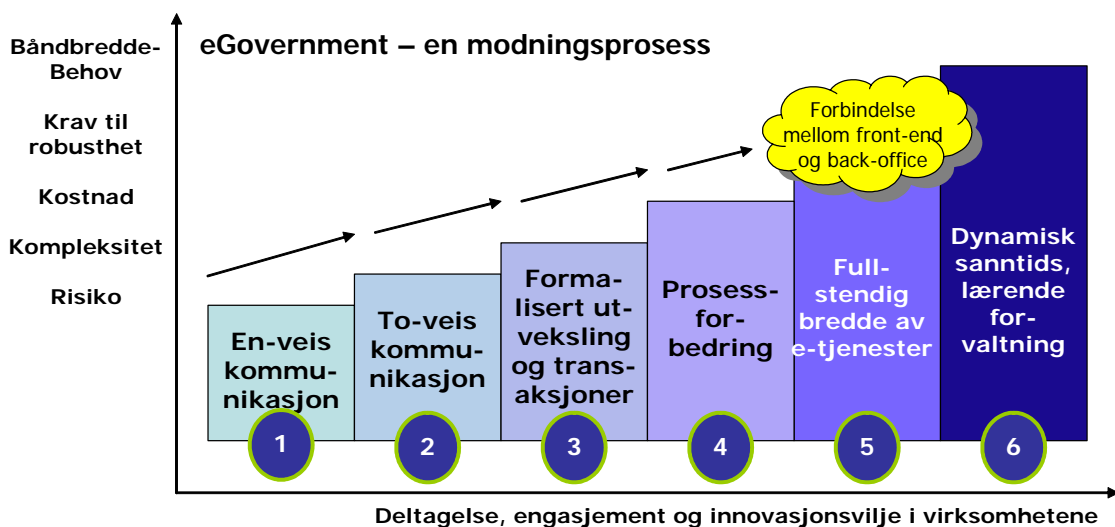 eGovernment – en modningsprosess
Båndbredde-
Behov
Krav til
robusthet
Kostnad
Kompleksitet
Risiko
En-veis
kommu-
nikasjon
1
To-veis
kommu-
nikasjon
2
Forma-
lisert ut-
veksling
og trans-
aksjoner
3
Prosess-
for-
bedring
4
Forbindelse
mellom front-end
og back-office
Full-
stendig
bredde av
e-tjenester
5
Dynamisk
sanntids,
lærende
for-
valtning
6
Deltagelse, engasjement og innovasjonsvilje i virksomhetene